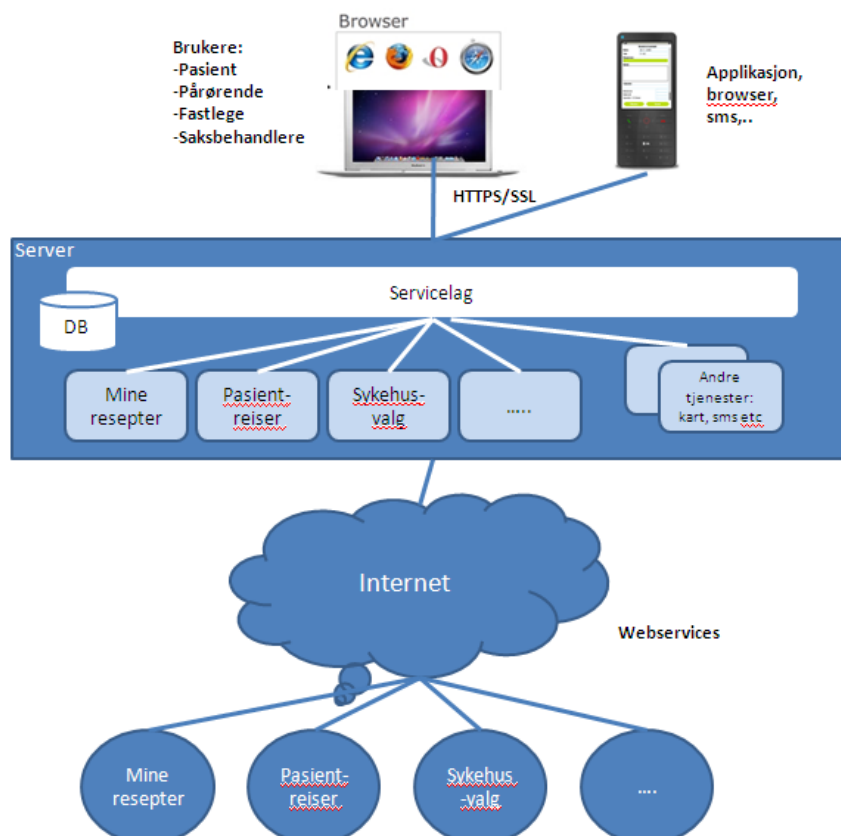 Browser
Brukere:
-Pasient
-Pårørende
-Fastlege
-Saksbehandlere
Applikasjon,
browser,
sms,..
HTTPS/SSL
Server
Servicelag
DB
Mine
resepter
Pasient-
reiser
Sykehus-
valg
.....
Andre
tjenester:
kart, sms etc
Internet
Webservices
Mine
resepter
Pasient-
reiser
Sykehus
-valg
....